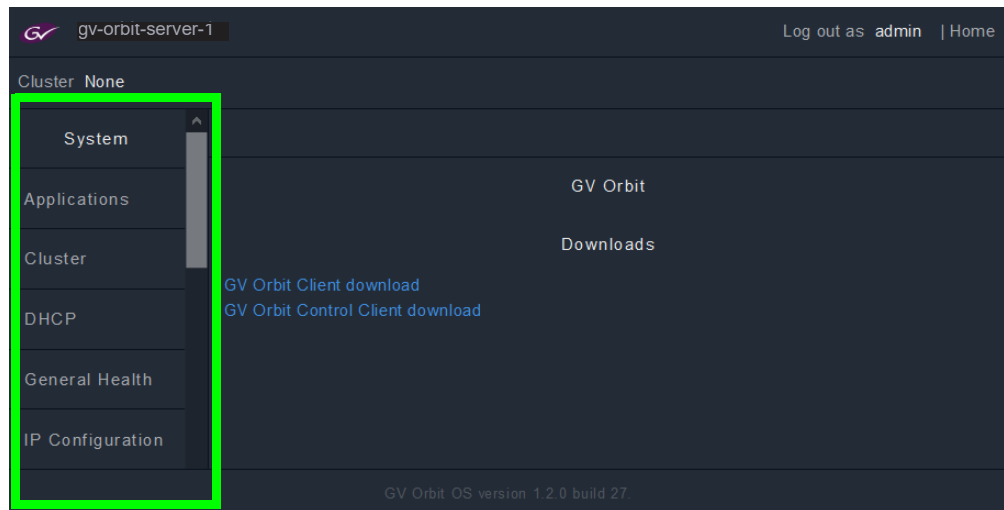 GV gv-orbit-server-1 Log out as admin | Home
Cluster None
System
Applications
Cluster
DHCP
General Health
IP Configuration
GV Orbit
Downloads
GV Orbit Client download
GV Orbit Control Client download
GV Orbit OS version 1.2.0 build 27.